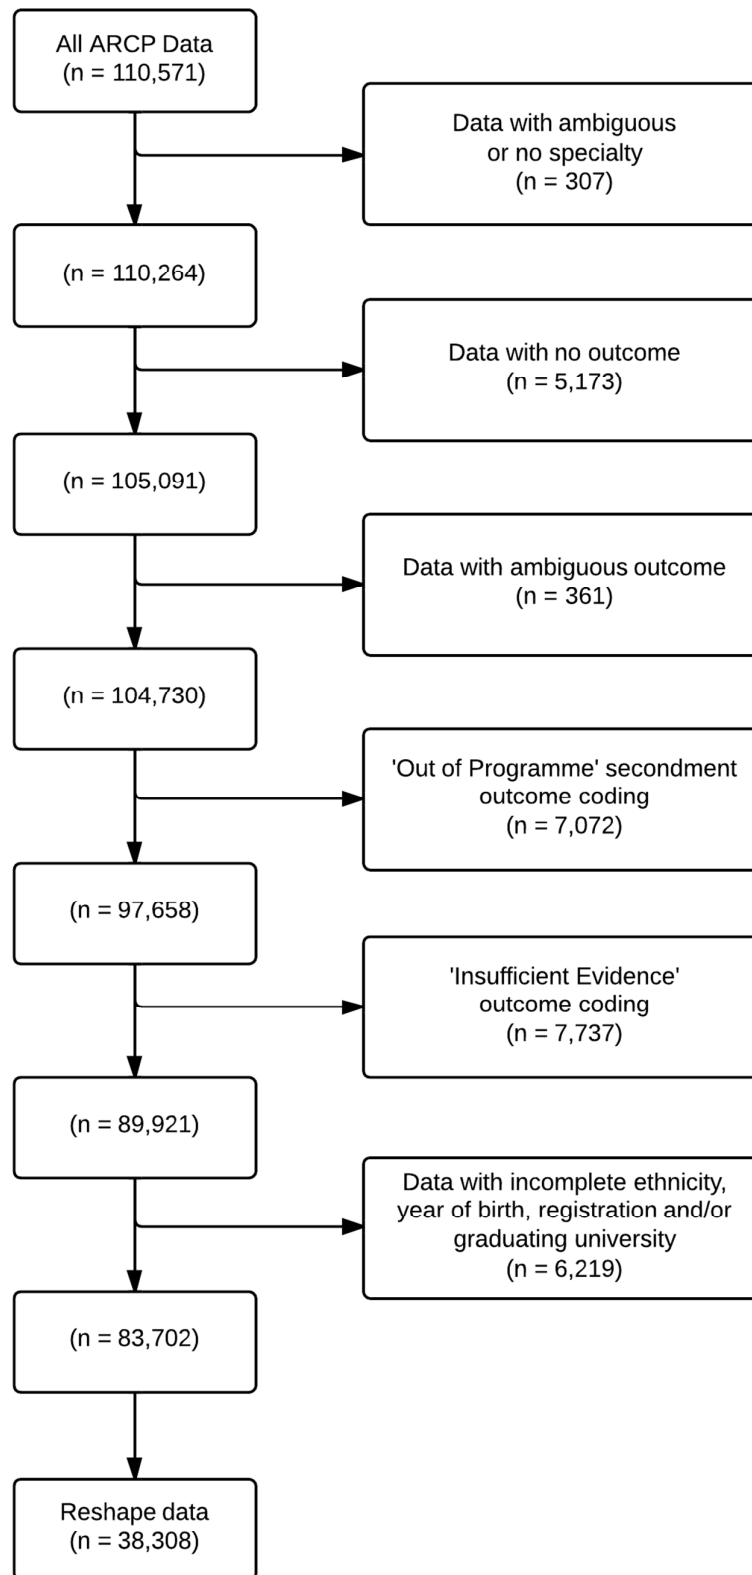 All ARCP Data
(n = 110,571)
Data with ambiguous
or no specialty
(n = 307)
(n = 110,264)
Data with no outcome
(n = 5,173)
(n = 105,091)
Data with ambiguous outcome
(n = 361)
(n = 104,730)
'Out of Programme' secondment
outcome coding
(n = 7,072)
(n = 97,658)
'Insufficient Evidence'
outcome coding
(n = 7,737)
(n = 89,921)
Data with incomplete ethnicity,
year of birth, registration and/or
graduating university
(n = 6,219)
(n = 83,702)
Reshape data
(n = 38,308)